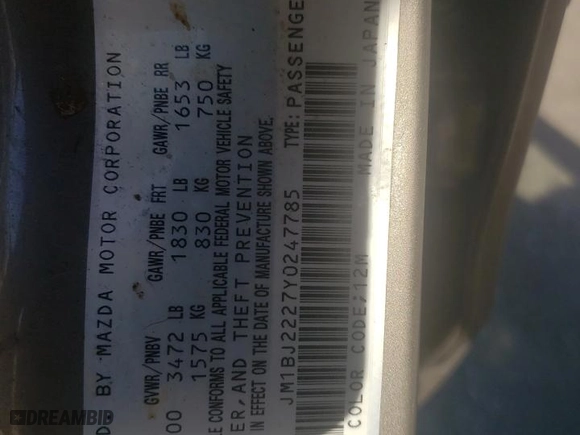 D BY MAZDA MOTOR CORPORATION
GVWR/PNBV GAWR/PNBE FRT GAWR/PNBE RR
00 3472 LB 1830 LB 1653 LB
1575 KG 830 KG 750 KG
LE CONFORMS TO ALL APPLICABLE FEDERAL MOTOR VEHICLE SAFETY
ER, AND THEFT PREVENTION
IN EFFECT ON THE DATE OF MANUFACTURE SHOWN ABOVE.
JM1BJ2227Y0247785 TYPE: PASSENGE
COLOR CODE; 12M MADE IN JAPAN
DREAMBID